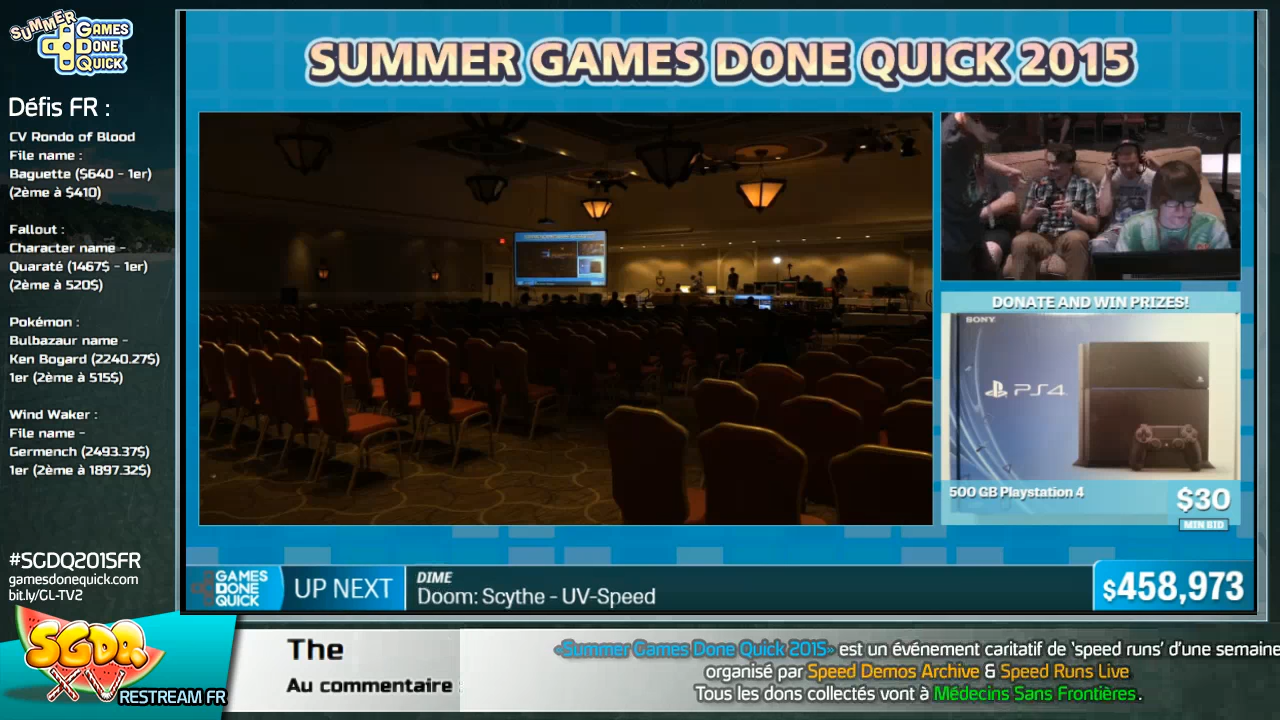 SUMMER
GAMES
DONE
QUICK
Défis FR :
CV Rondo of Blood
File name :
Baguette ($640 - 1er)
(2ème à $410)
Fallout :
Character name -
Quaraté (1467$ - 1er)
(2ème à 520$)
Pokémon :
Bulbazaur name -
Ken Bogard (2240.27$)
1er (2ème à 515$)
Wind Waker :
File name -
Germench (2493.37$)
1er (2ème à 1897.32$)
#SGDQ2015FR
gamesdonequick.com
bit.ly/GL-TV2
SGDQ
XV
RESTREAM FR
SUMMER GAMES DONE QUICK 2015
DONATE AND WIN PRIZES!
SONY
PS4
500 GB Playstation 4
$30
MIN BID
GAMES
DONE
QUICK
UP NEXT
DIME
Doom: Scythe - UV-Speed
$458,973
The
Au commentaire
«Summer Games Done Quick 2015» est un événement caritatif de 'speed runs' d'une semaine
organisé par Speed Demos Archive & Speed Runs Live
Tous les dons collectés vont à Médecins Sans Frontières.